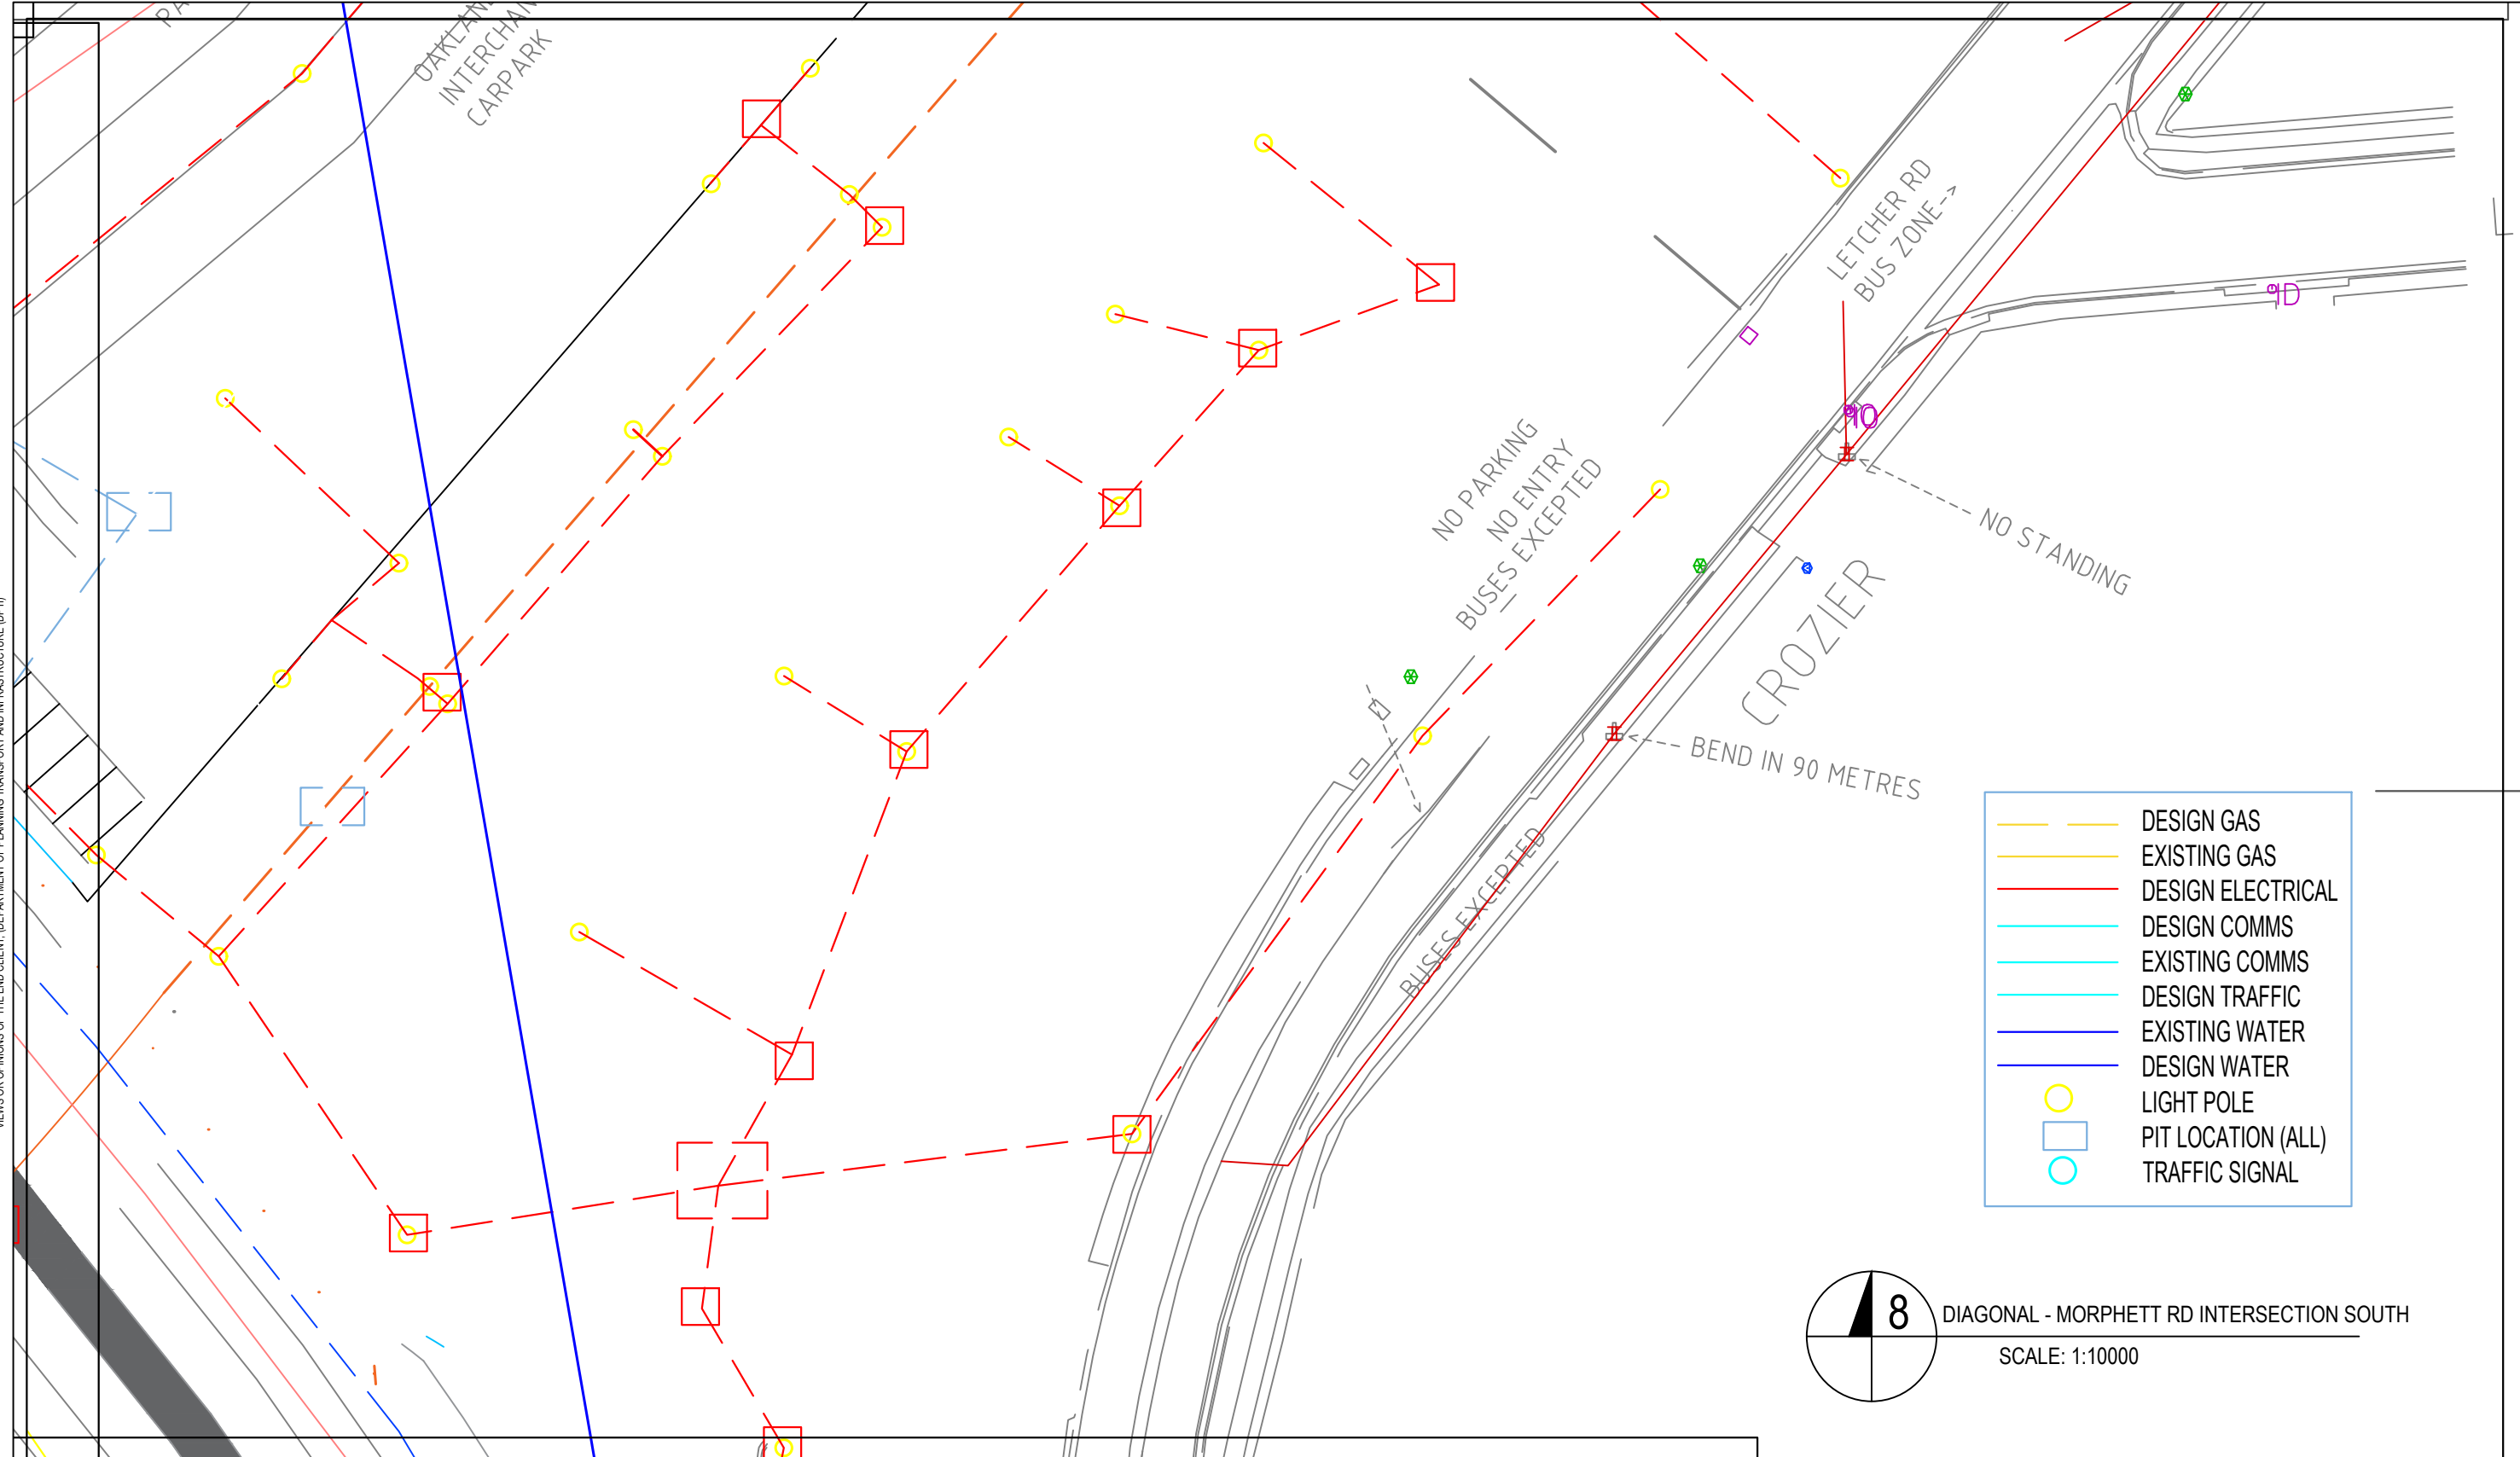 OAKLAN
INTERCHAN
CARPARK
LETCHER RD
BUS ZONE-->
NO PARKING
NO ENTRY
BUSES EXCEPTED
NO STANDING
CROZIER
BEND IN 90 METRES
BUSES EXCEPTED
DESIGN GAS
EXISTING GAS
DESIGN ELECTRICAL
DESIGN COMMS
EXISTING COMMS
DESIGN TRAFFIC
EXISTING WATER
DESIGN WATER
LIGHT POLE
PIT LOCATION (ALL)
TRAFFIC SIGNAL
8
DIAGONAL - MORPHETT RD INTERSECTION SOUTH
SCALE: 1:10000